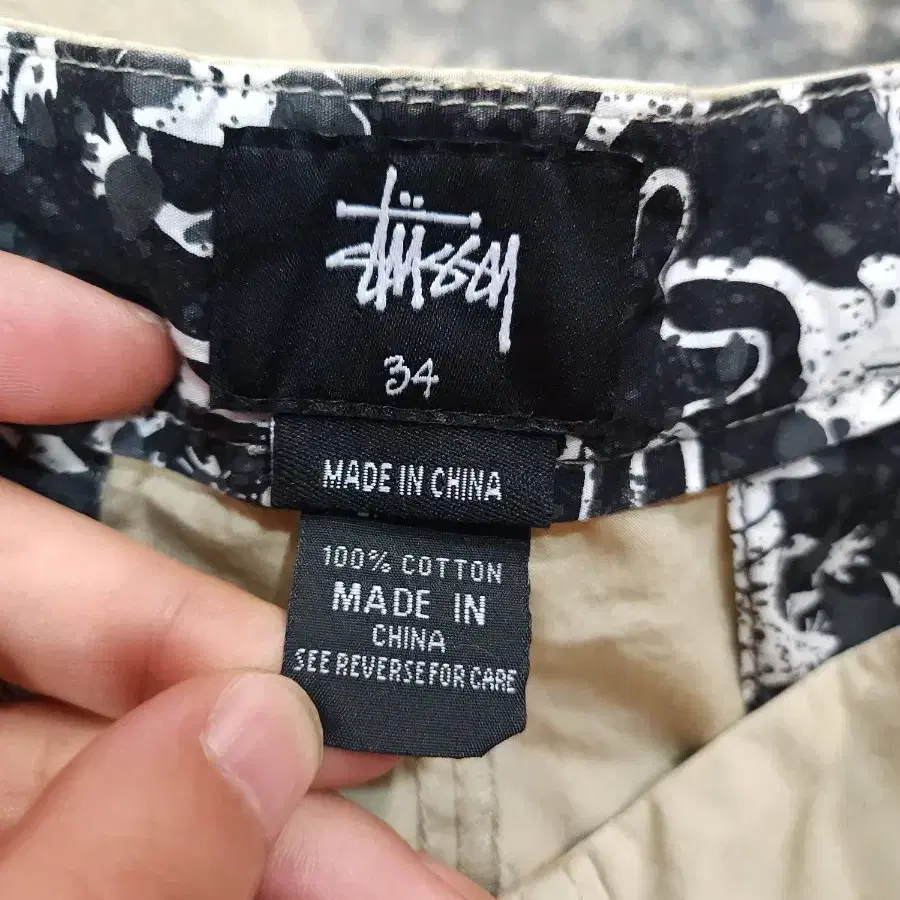 Stüssy
34
MADE IN CHINA
100% COTTON
MADE IN
CHINA
SEE REVERSE FOR CARE